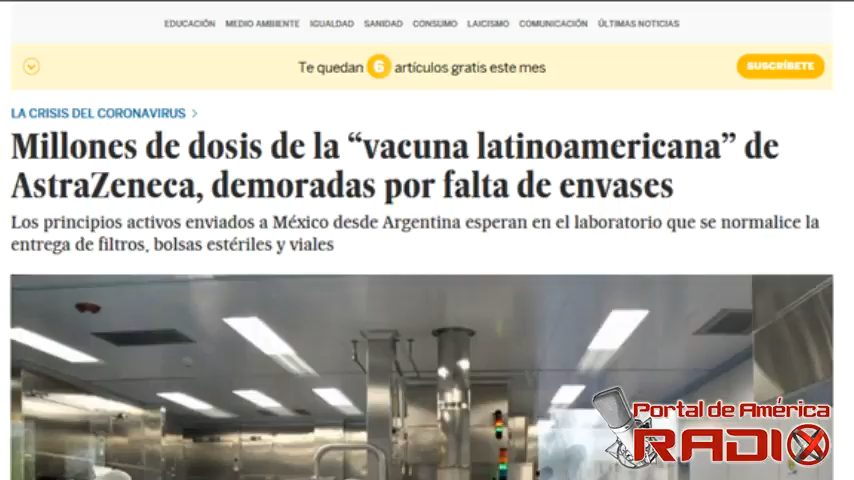 EDUCACIÓN MEDIO AMBIENTE IGUALDAD SANIDAD CONSUMO LAICISMO COMUNICACIÓN ÚLTIMAS NOTICIAS
Te quedan 6 artículos gratis este mes
SUSCRÍBETE
LA CRISIS DEL CORONAVIRUS >
Millones de dosis de la “vacuna latinoamericana” de
AstraZeneca, demoradas por falta de envases
Los principios activos enviados a México desde Argentina esperan en el laboratorio que se normalice la
entrega de filtros, bolsas estériles y viales
Portal de América
RADIO